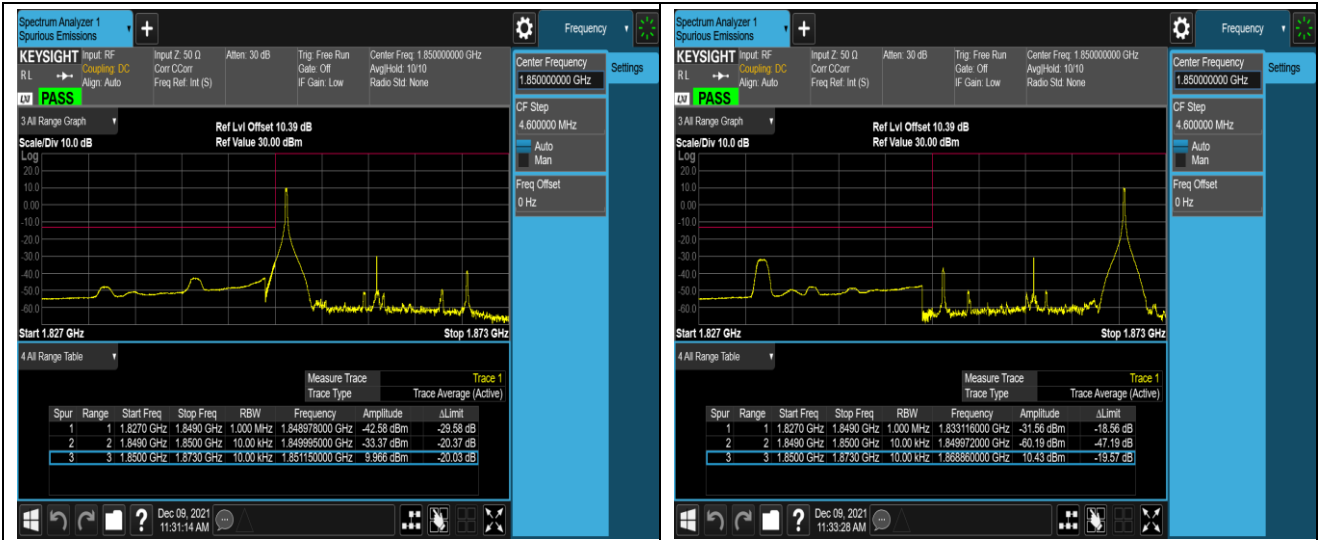 Spectrum Analyzer 1
Spurious Emissions
Frequency
KEYSIGHT Input: RF Input Z: 50 Ω Atten: 30 dB Trig: Free Run Center Freq: 1.850000000 GHz
RL Coupling: DC Corr CCorr Gate: Off Avg|Hold: 10/10
Align: Auto Freq Ref: Int (S) IF Gain: Low Radio Std: None
LXI PASS
Center Frequency
1.850000000 GHz
Settings
CF Step
4.600000 MHz
Auto
Man
Freq Offset
0 Hz
3 All Range Graph
Ref Lvl Offset 10.39 dB
Scale/Div 10.0 dB Ref Value 30.00 dBm
Log
20.0
10.0
0.00
-10.0
-20.0
-30.0
-40.0
-50.0
-60.0
Start 1.827 GHz Stop 1.873 GHz
4 All Range Table
Measure Trace Trace 1
Trace Type Trace Average (Active)
Spur Range Start Freq Stop Freq RBW Frequency Amplitude ΔLimit
1 1 1.8270 GHz 1.8490 GHz 1.000 MHz 1.848978000 GHz -42.58 dBm -29.58 dB
2 2 1.8490 GHz 1.8500 GHz 10.00 kHz 1.849995000 GHz -33.37 dBm -20.37 dB
3 3 1.8500 GHz 1.8730 GHz 10.00 kHz 1.851150000 GHz 9.966 dBm -20.03 dB
Dec 09, 2021
11:31:14 AM
Spectrum Analyzer 1
Spurious Emissions
Frequency
KEYSIGHT Input: RF Input Z: 50 Ω Atten: 30 dB Trig: Free Run Center Freq: 1.850000000 GHz
RL Coupling: DC Corr CCorr Gate: Off Avg|Hold: 10/10
Align: Auto Freq Ref: Int (S) IF Gain: Low Radio Std: None
LXI PASS
Center Frequency
1.850000000 GHz
Settings
CF Step
4.600000 MHz
Auto
Man
Freq Offset
0 Hz
3 All Range Graph
Ref Lvl Offset 10.39 dB
Scale/Div 10.0 dB Ref Value 30.00 dBm
Log
20.0
10.0
0.00
-10.0
-20.0
-30.0
-40.0
-50.0
-60.0
Start 1.827 GHz Stop 1.873 GHz
4 All Range Table
Measure Trace Trace 1
Trace Type Trace Average (Active)
Spur Range Start Freq Stop Freq RBW Frequency Amplitude ΔLimit
1 1 1.8270 GHz 1.8490 GHz 1.000 MHz 1.833116000 GHz -31.56 dBm -18.56 dB
2 2 1.8490 GHz 1.8500 GHz 10.00 kHz 1.849972000 GHz -60.19 dBm -47.19 dB
3 3 1.8500 GHz 1.8730 GHz 10.00 kHz 1.868860000 GHz 10.43 dBm -19.57 dB
Dec 09, 2021
11:33:28 AM